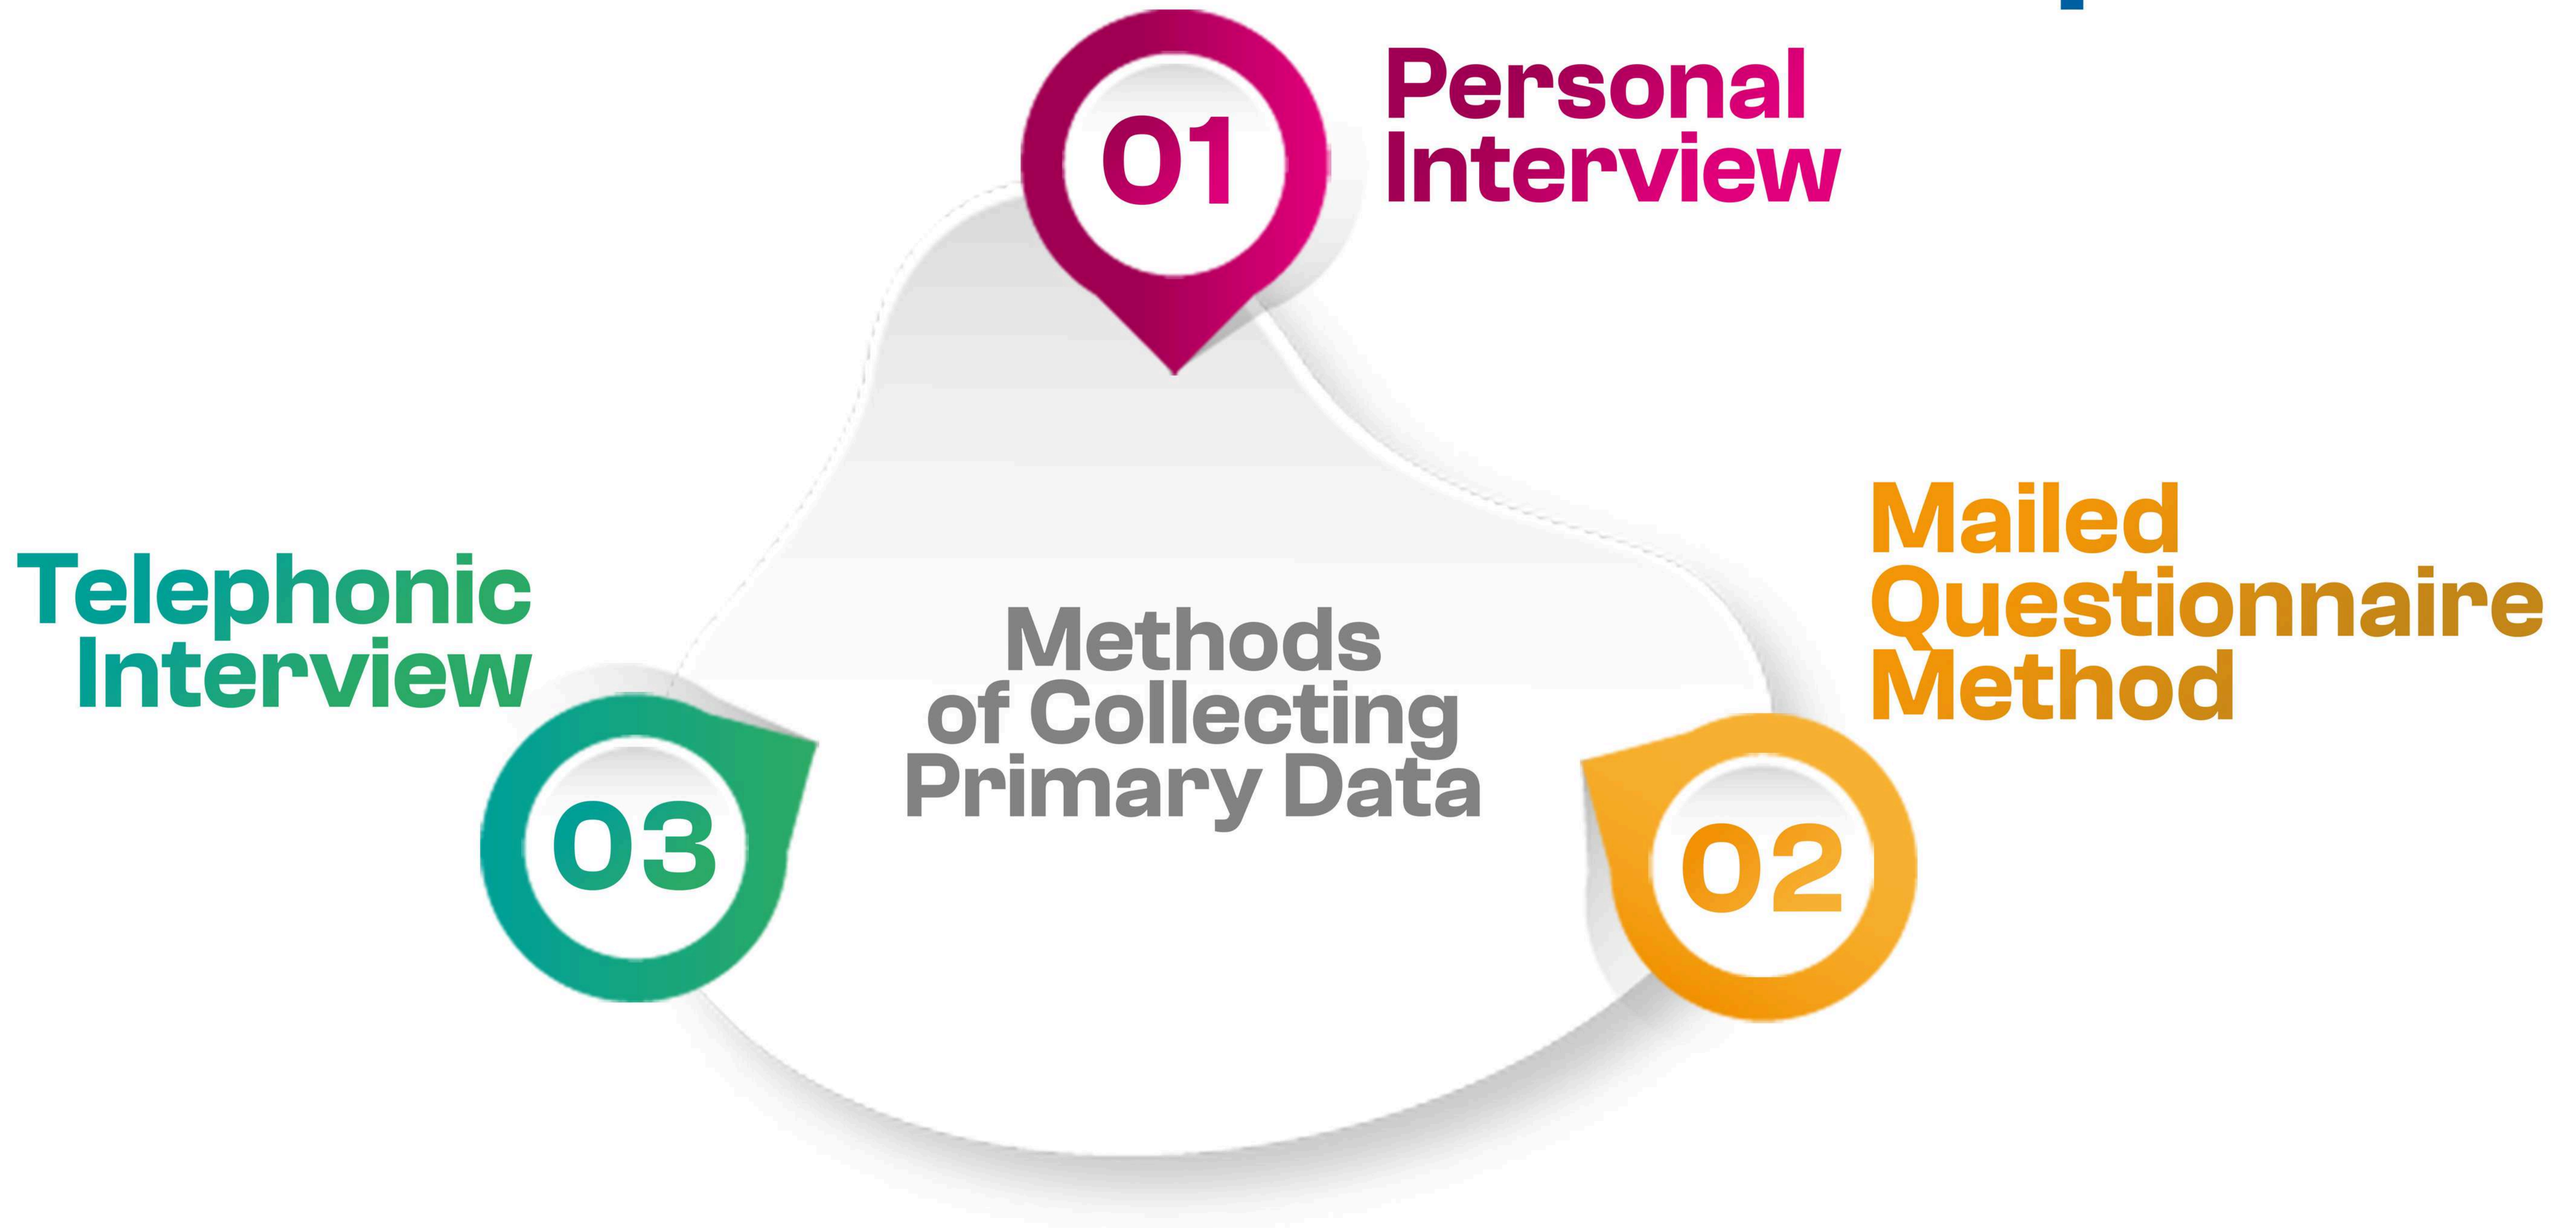 01
Personal
Interview
Mailed
Questionnaire
Method
02
Telephonic
Interview
03
Methods
of Collecting
Primary Data